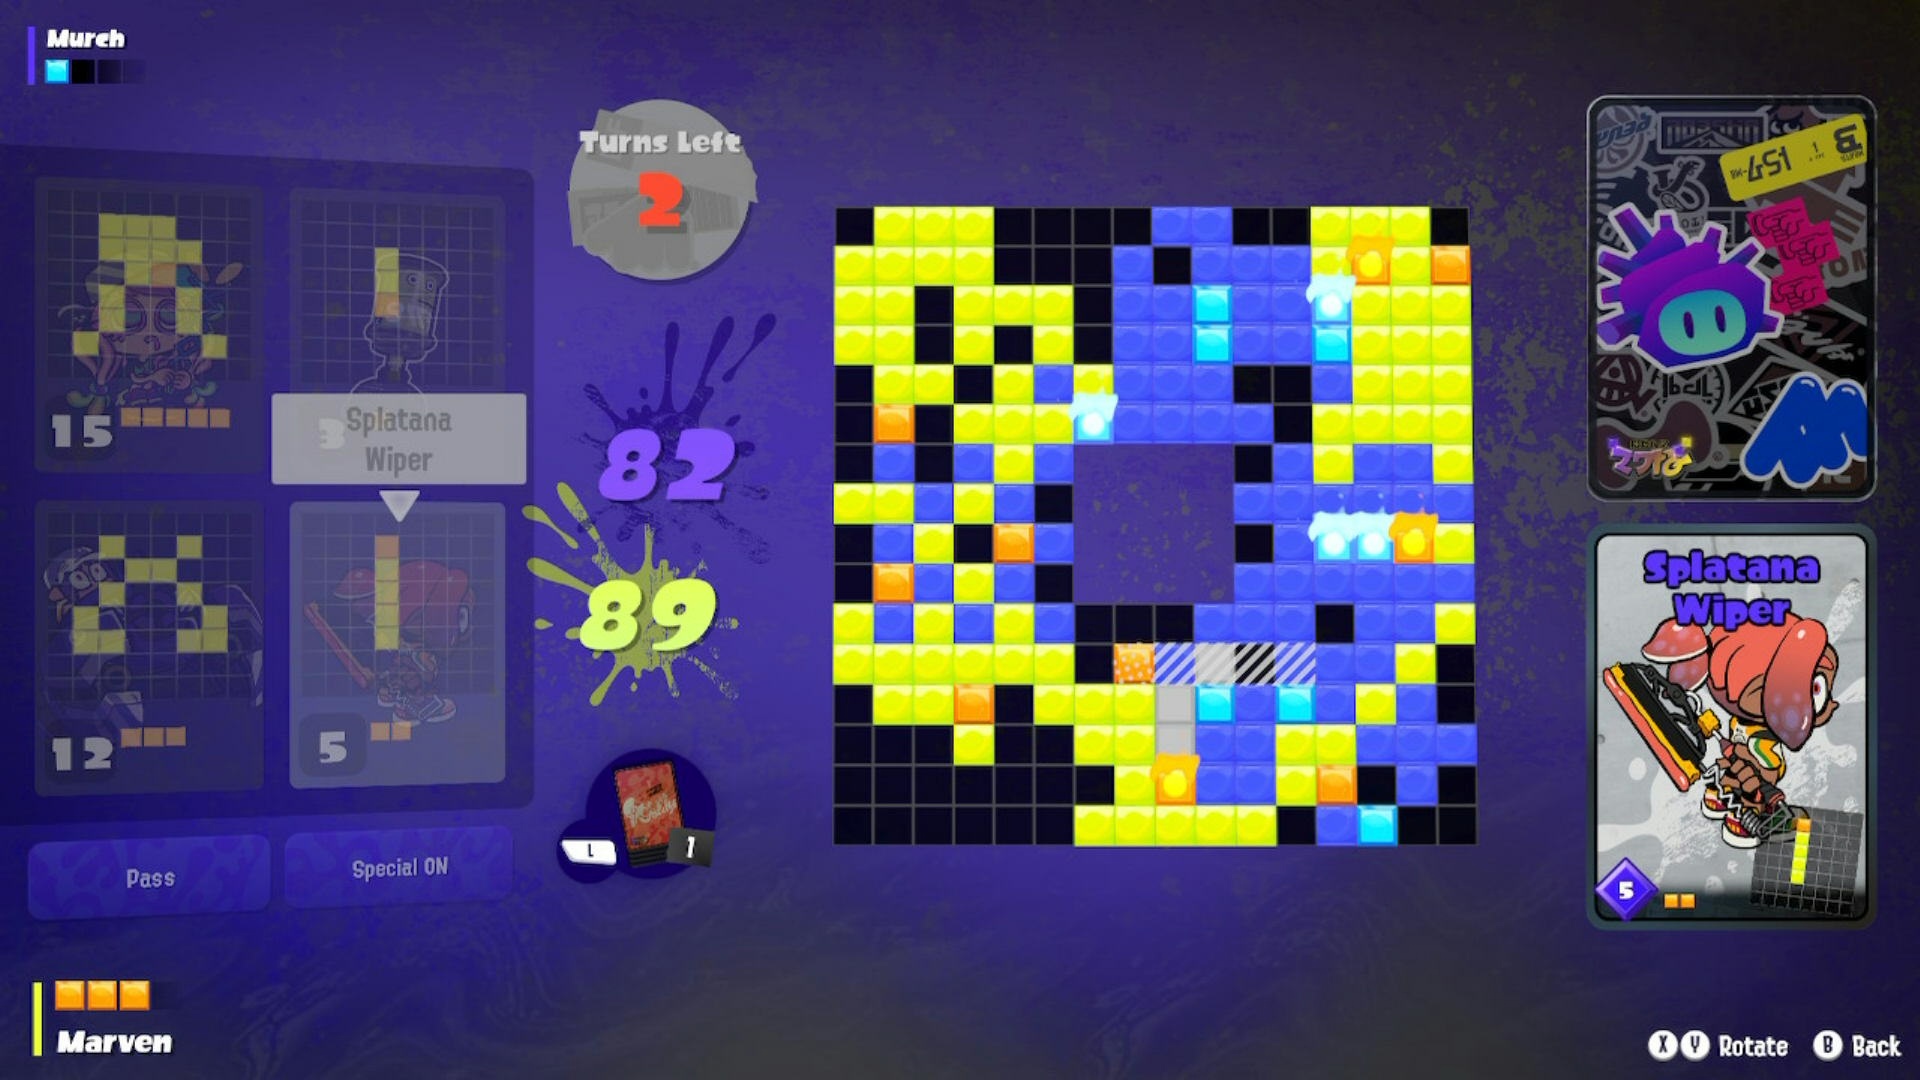 Murch
Turns Left
2
15
3
Splatana
Wiper
82
89
12
5
L
1
Pass
Special ON
Marven
Splatana
Wiper
5
X Y Rotate B Back